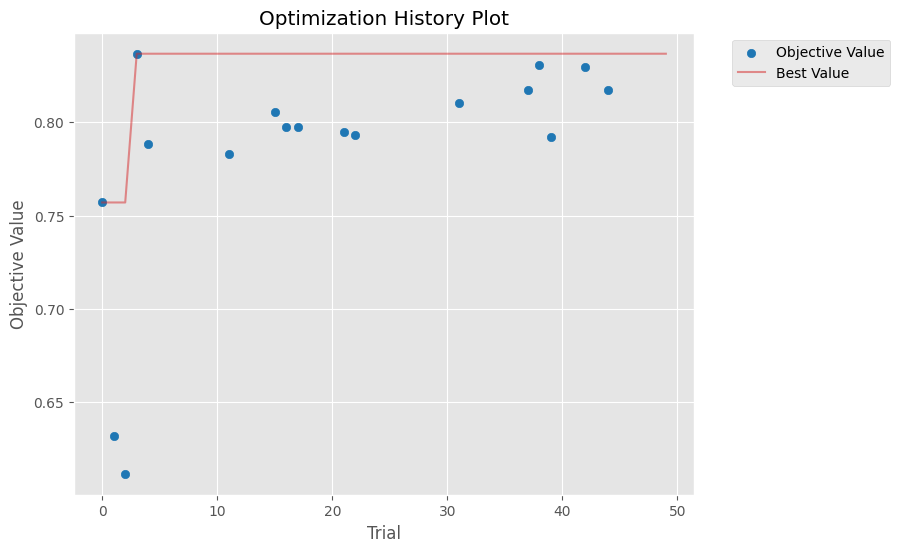 Optimization History Plot
Objective Value
Best Value
Objective Value
0.80
0.75
0.70
0.65
0
10
20
30
40
50
Trial